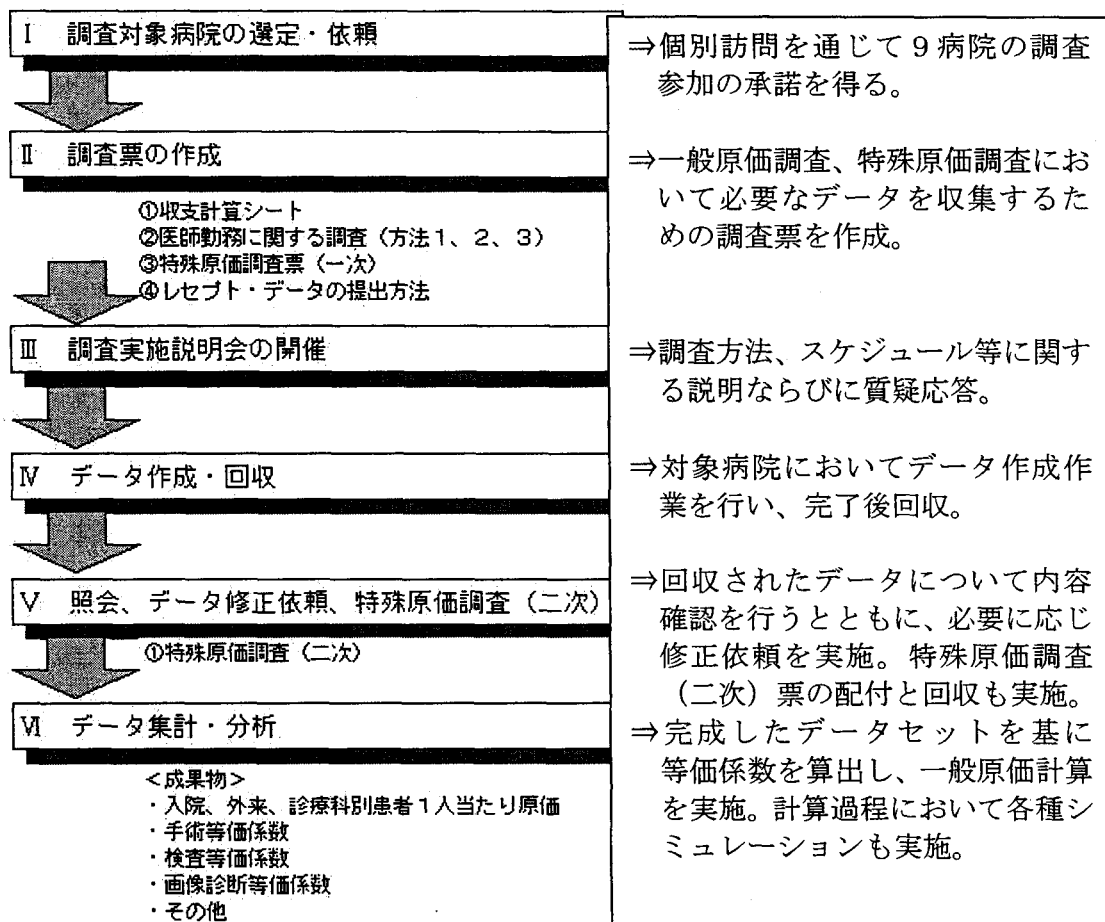 Ⅰ 調査対象病院の選定・依頼
⇒個別訪問を通じて9病院の調査
参加の承諾を得る。
Ⅱ 調査票の作成
①収支計算シート
②医師勤務に関する調査（方法1、2、3）
③特殊原価調査票（一次）
④レセプト・データの提出方法
⇒一般原価調査、特殊原価調査にお
いて必要なデータを収集するた
めの調査票を作成。
Ⅲ 調査実施説明会の開催
⇒調査方法、スケジュール等に関す
る説明ならびに質疑応答。
Ⅳ データ作成・回収
⇒対象病院においてデータ作成作
業を行い、完了後回収。
Ⅴ 照会、データ修正依頼、特殊原価調査（二次）
①特殊原価調査（二次）
⇒回収されたデータについて内容
確認を行うとともに、必要に応じ
修正依頼を実施。特殊原価調査
（二次）票の配付と回収も実施。
Ⅵ データ集計・分析
＜成果物＞
・入院、外来、診療科別患者1人当たり原価
・手術等価係数
・検査等価係数
・画像診断等価係数
・その他
⇒完成したデータセットを基に
等価係数を算出し、一般原価計算
を実施。計算過程において各種シ
ミュレーションも実施。